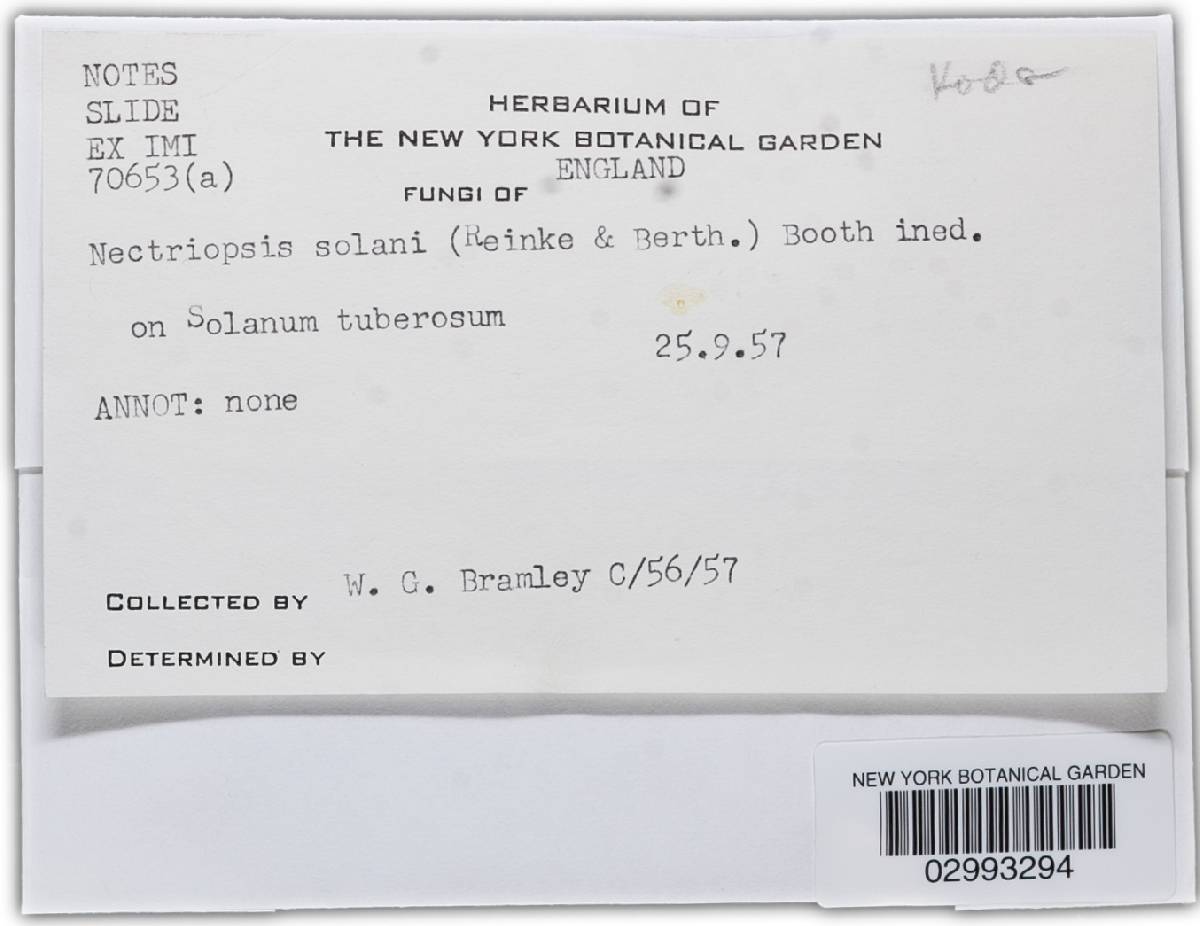 NOTES
SLIDE
EX IMI
70653(a)
HERBARIUM OF
THE NEW YORK BOTANICAL GARDEN
FUNGI OF ENGLAND
Nectriopsis solani (Reinke & Berth.) Booth ined.
on Solanum tuberosum
25.9.57
ANNOT: none
COLLECTED BY W. G. Bramley C/56/57
DETERMINED BY
NEW YORK BOTANICAL GARDEN
02993294